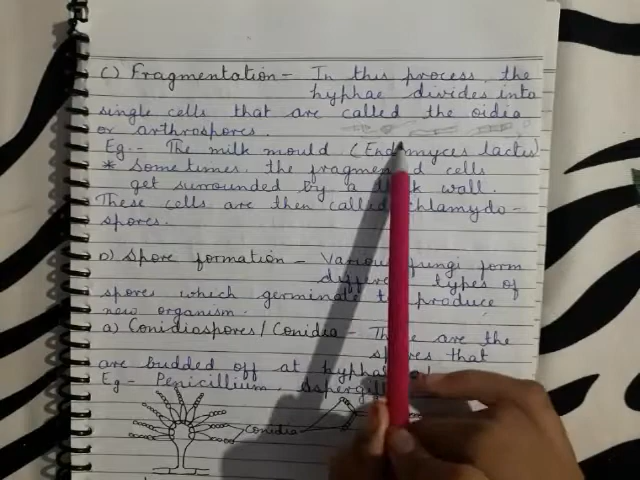 C) Fragmentation - In this process, the
hyphae divides into
single cells that are called the oidia
or arthrospores.
Eg.- The milk mould (Endomyces lactis)
* Sometimes, the fragmented cells
get surrounded by a thick wall.
These cells are then called chlamydo-
spores.
D) Spore formation - Various fungi form
different types of
spores which germinate to produce
new organism.
a) Conidiospores/Conidia - These are the
spores that
are budded off at hyphal
Eg- Penicillium, Aspergill
Conidia